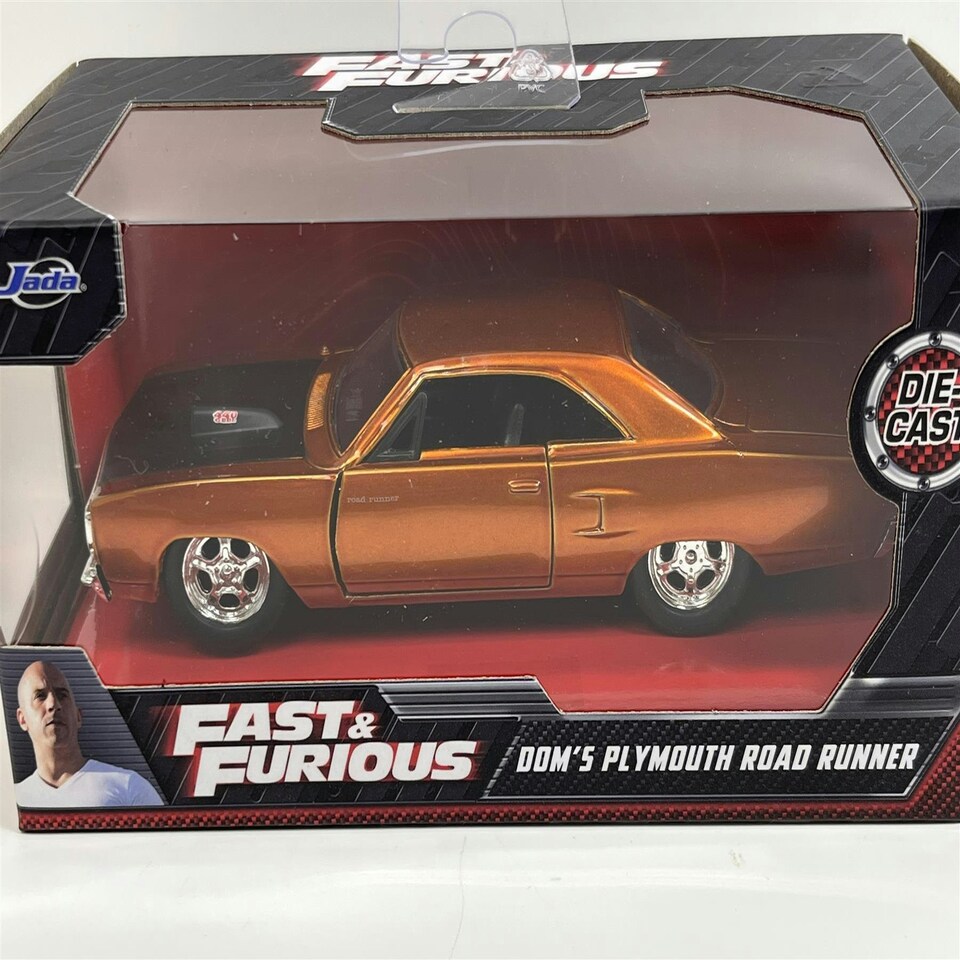 FAST &
FURIOUS
Jada
road runner
DIE-
CAST
FAST &
FURIOUS
DOM'S PLYMOUTH ROAD RUNNER